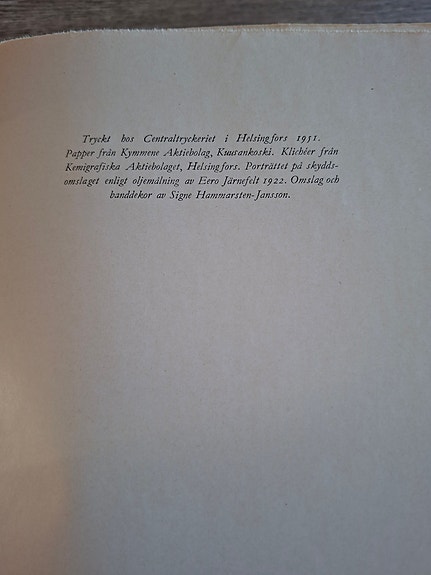 Tryckt hos Centraltryckeriet i Helsingfors 1951.
Papper från Kymmene Aktiebolag, Kuusankoski. Klichéer från
Kemigrafiska Aktiebolaget, Helsingfors. Porträttet på skydds-
omslaget enligt oljemålning av Eero Järnefelt 1922. Omslag och
banddekor av Signe Hammarsten-Jansson.